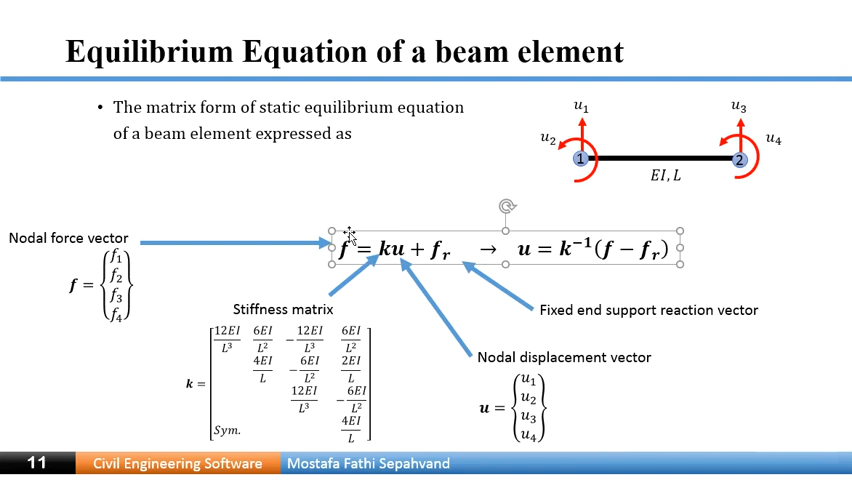 Equilibrium Equation of a beam element
• The matrix form of static equilibrium equation
of a beam element expressed as
u₁
u₃
u₂
u₄
1
2
EI, L
Nodal force vector
f = {f₁ f₂ f₃ f₄}
f = ku + fᵣ → u = k⁻¹(f − fᵣ)
Stiffness matrix
Fixed end support reaction vector
k =
12EI/L³ 6EI/L² −12EI/L³ 6EI/L²
4EI/L −6EI/L² 2EI/L
12EI/L³ −6EI/L²
Sym. 4EI/L
Nodal displacement vector
u = {u₁ u₂ u₃ u₄}
11 Civil Engineering Software Mostafa Fathi Sepahvand